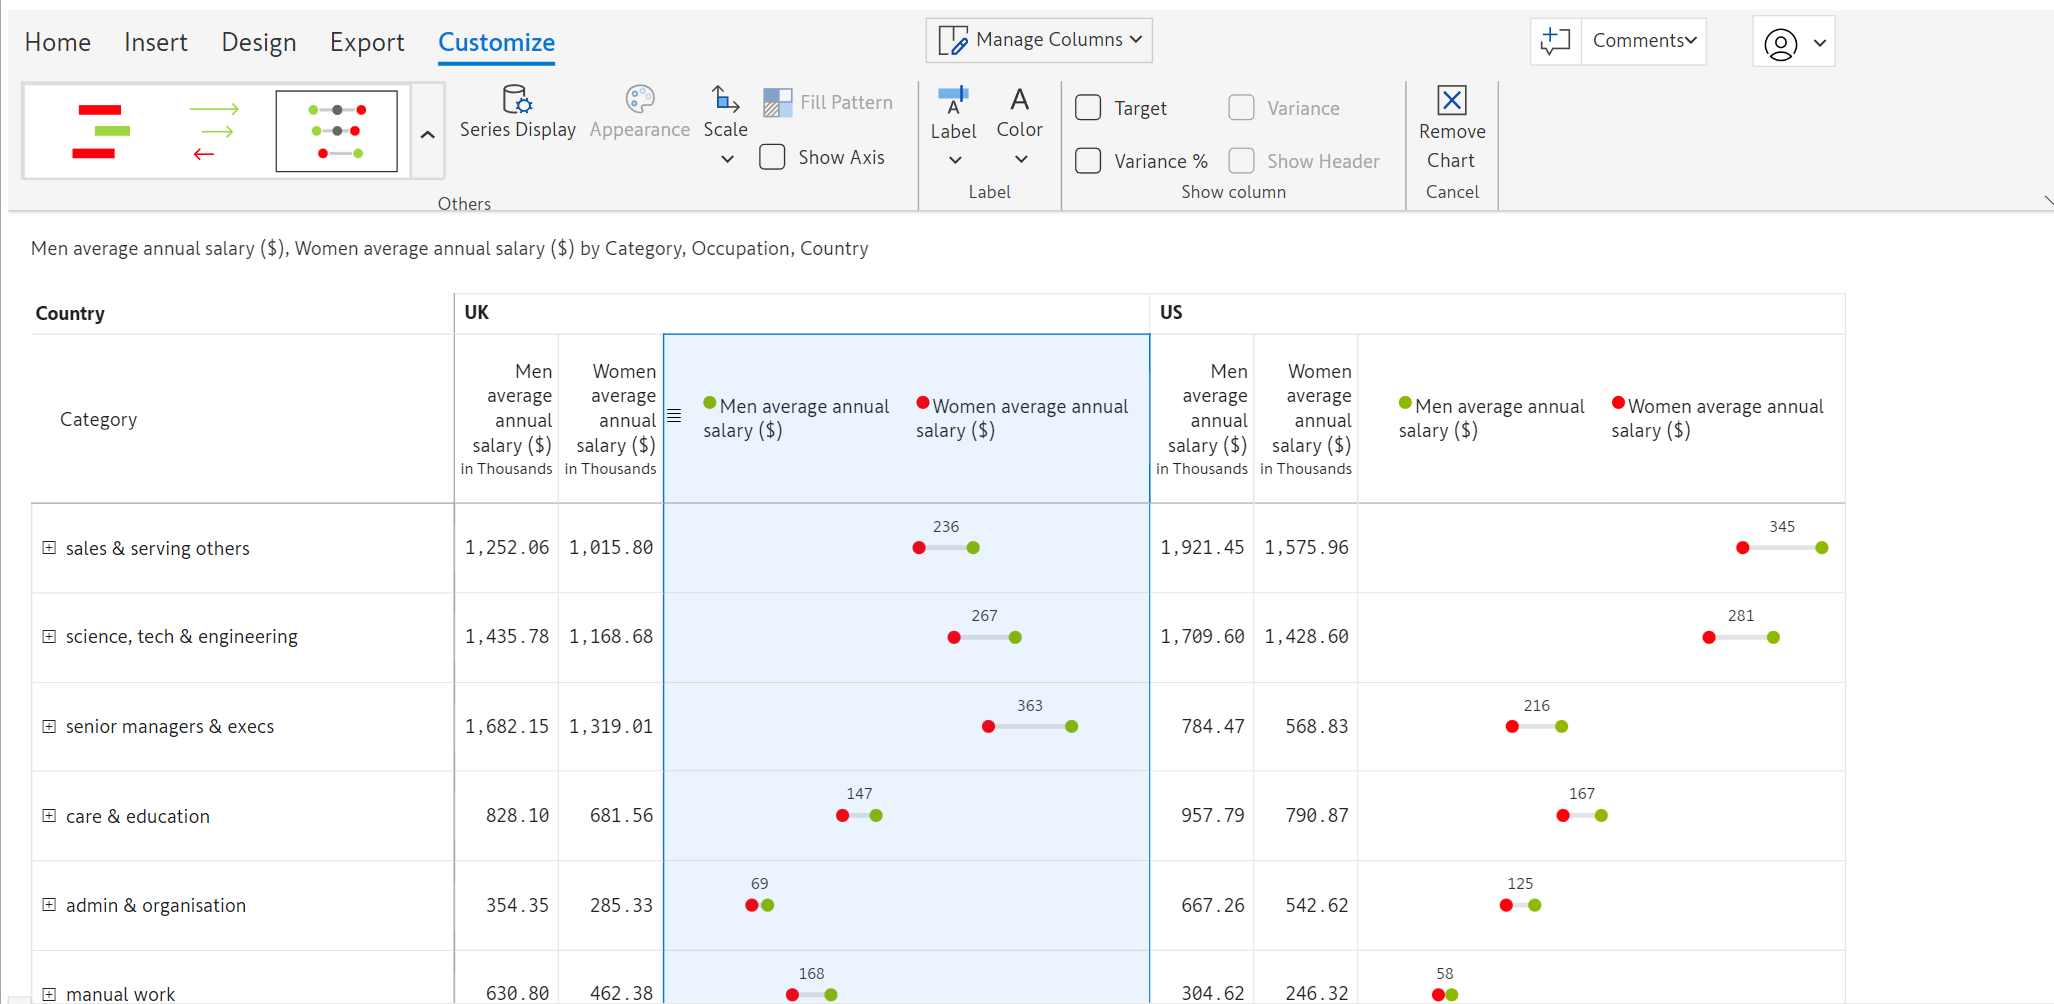 Home Insert Design Export Customize
Manage Columns
Comments
Series Display
Appearance
Scale
Fill Pattern
Show Axis
Others
Label
Color
Label
Target
Variance
Variance %
Show Header
Show column
Remove
Chart
Cancel
Men average annual salary ($), Women average annual salary ($) by Category, Occupation, Country
Country
UK
US
Category
Men
average
annual
salary ($)
in Thousands
Women
average
annual
salary ($)
in Thousands
Men average annual
salary ($)
Women average annual
salary ($)
Men
average
annual
salary ($)
in Thousands
Women
average
annual
salary ($)
in Thousands
Men average annual
salary ($)
Women average annual
salary ($)
sales & serving others 1,252.06 1,015.80 236 1,921.45 1,575.96 345
science, tech & engineering 1,435.78 1,168.68 267 1,709.60 1,428.60 281
senior managers & execs 1,682.15 1,319.01 363 784.47 568.83 216
care & education 828.10 681.56 147 957.79 790.87 167
admin & organisation 354.35 285.33 69 667.26 542.62 125
manual work 630.80 462.38 168 304.62 246.32 58